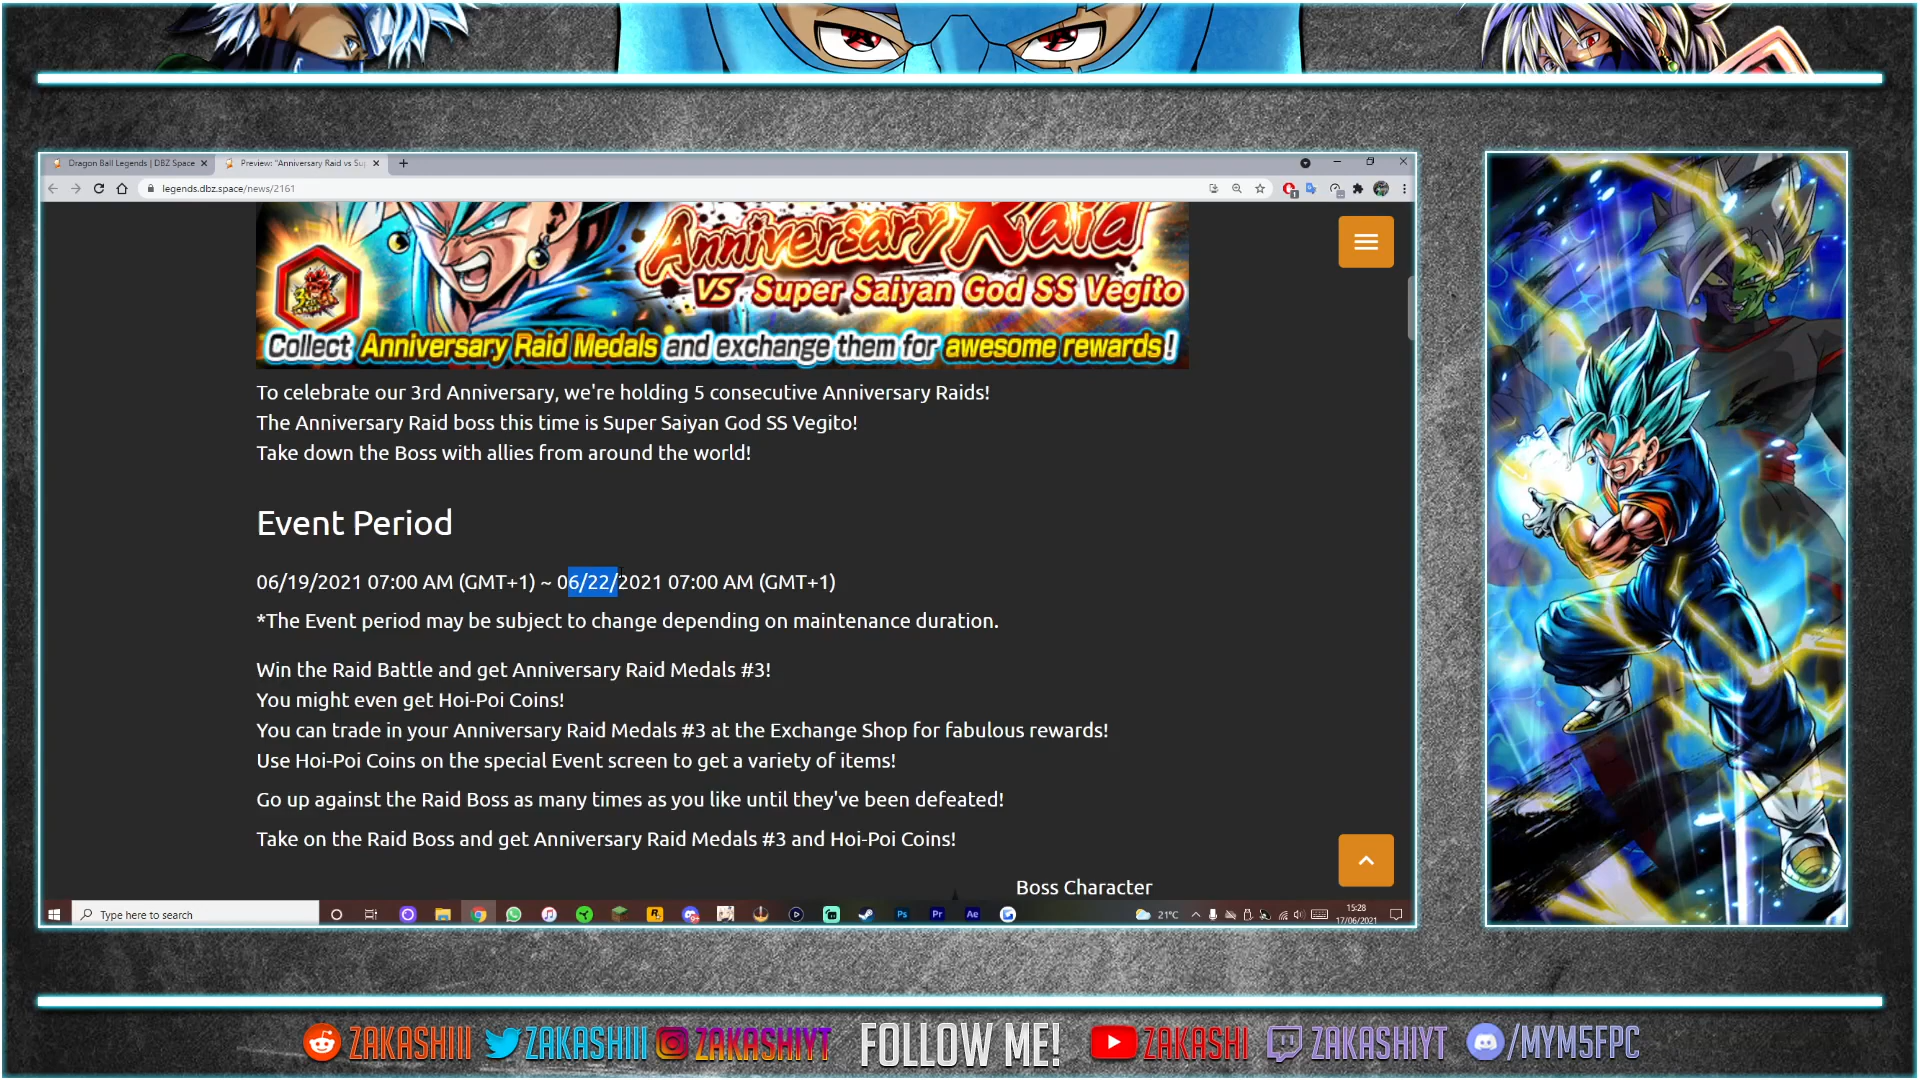 Dragon Ball Legends | DBZ Space
Preview: "Anniversary Raid vs Su
legends.dbz.space/news/2161
Anniversary Raid
VS Super Saiyan God SS Vegito
Collect Anniversary Raid Medals and exchange them for awesome rewards!
To celebrate our 3rd Anniversary, we're holding 5 consecutive Anniversary Raids!
The Anniversary Raid boss this time is Super Saiyan God SS Vegito!
Take down the Boss with allies from around the world!
Event Period
06/19/2021 07:00 AM (GMT+1) ~ 06/22/2021 07:00 AM (GMT+1)
*The Event period may be subject to change depending on maintenance duration.
Win the Raid Battle and get Anniversary Raid Medals #3!
You might even get Hoi-Poi Coins!
You can trade in your Anniversary Raid Medals #3 at the Exchange Shop for fabulous rewards!
Use Hoi-Poi Coins on the special Event screen to get a variety of items!
Go up against the Raid Boss as many times as you like until they've been defeated!
Take on the Raid Boss and get Anniversary Raid Medals #3 and Hoi-Poi Coins!
Boss Character
Type here to search
R
Ps
Pr
Ae
21°C
15:28
17/06/2021
ZAKASHIII
ZAKASHIII
ZAKASHIYT
FOLLOW ME!
ZAKASHI
ZAKASHIYT
/MYM5FPC